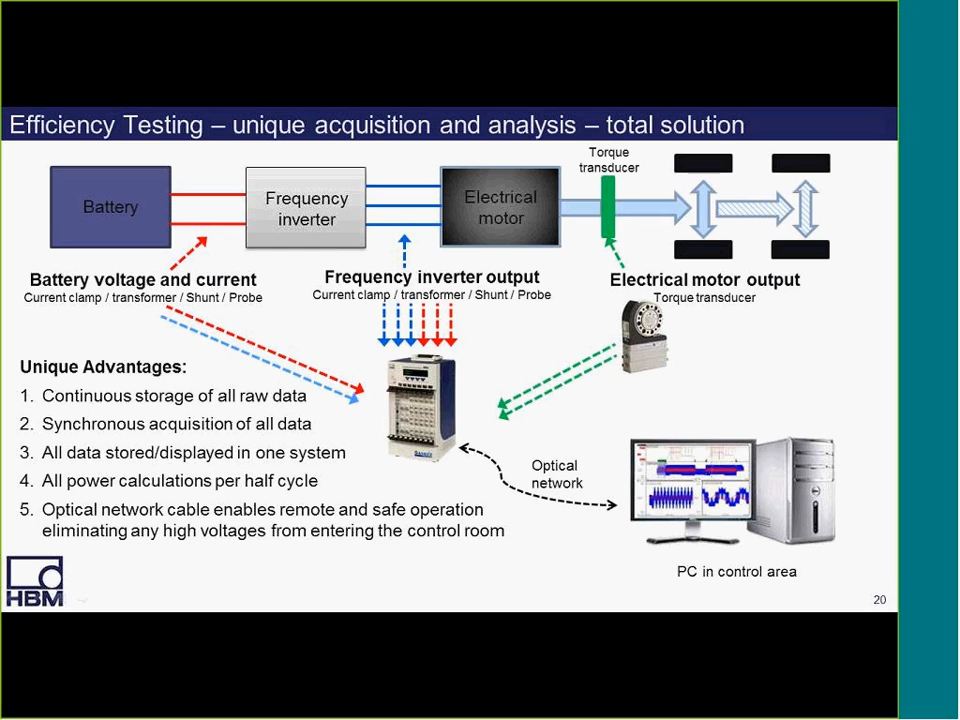 Efficiency Testing – unique acquisition and analysis – total solution
Torque
transducer
Battery
Frequency
inverter
Electrical
motor
Battery voltage and current
Current clamp / transformer / Shunt / Probe
Frequency inverter output
Current clamp / transformer / Shunt / Probe
Electrical motor output
Torque transducer
Unique Advantages:
1. Continuous storage of all raw data
2. Synchronous acquisition of all data
3. All data stored/displayed in one system
4. All power calculations per half cycle
5. Optical network cable enables remote and safe operation
eliminating any high voltages from entering the control room
Optical
network
PC in control area
HBM
20